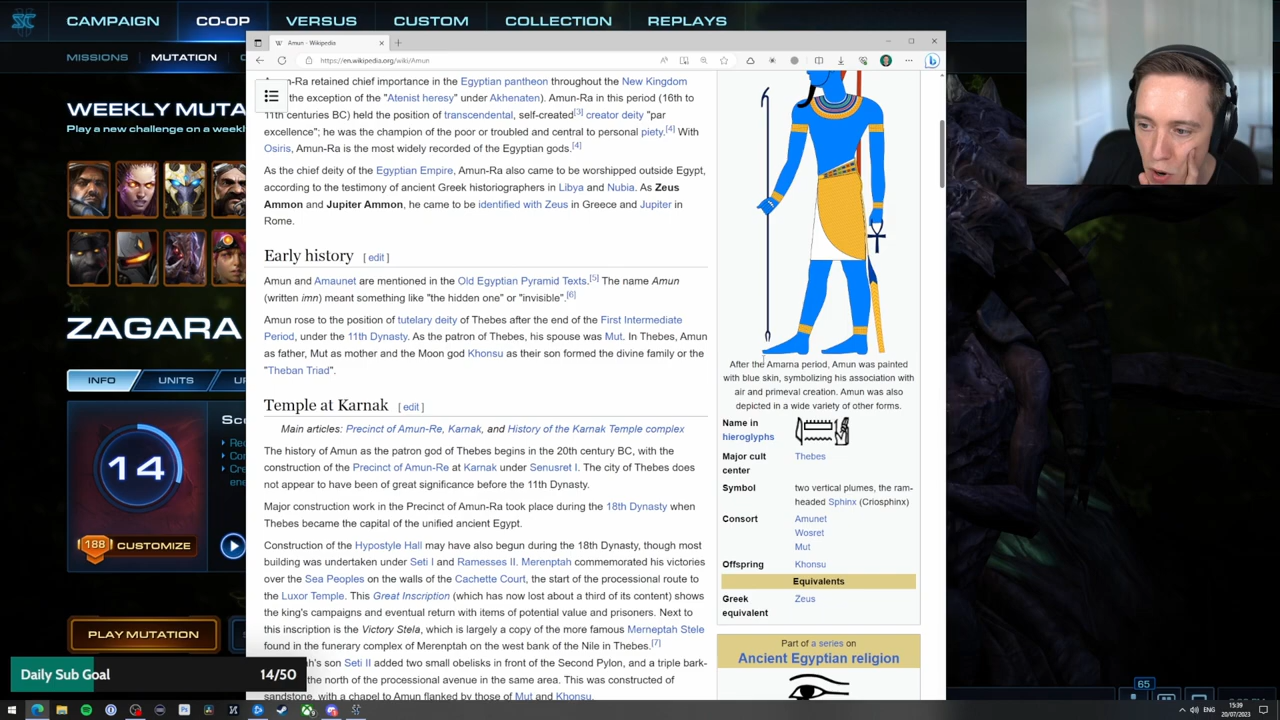 CAMPAIGN CO-OP VERSUS CUSTOM COLLECTION REPLAYS
MISSIONS MUTATION
Amun - Wikipedia
https://en.wikipedia.org/wiki/Amun
WEEKLY MUTA
Play a new challenge on a weekl
ZAGARA
INFO UNITS UP
14
188 CUSTOMIZE
PLAY MUTATION
Daily Sub Goal 14/50
Amun-Ra retained chief importance in the Egyptian pantheon throughout the New Kingdom
the exception of the "Atenist heresy" under Akhenaten). Amun-Ra in this period (16th to
11th centuries BC) held the position of transcendental, self-created[3] creator deity "par
excellence"; he was the champion of the poor or troubled and central to personal piety.[4] With
Osiris, Amun-Ra is the most widely recorded of the Egyptian gods.[4]
As the chief deity of the Egyptian Empire, Amun-Ra also came to be worshipped outside Egypt,
according to the testimony of ancient Greek historiographers in Libya and Nubia. As Zeus
Ammon and Jupiter Ammon, he came to be identified with Zeus in Greece and Jupiter in
Rome.
Early history [ edit ]
Amun and Amaunet are mentioned in the Old Egyptian Pyramid Texts.[5] The name Amun
(written imn) meant something like "the hidden one" or "invisible".[6]
Amun rose to the position of tutelary deity of Thebes after the end of the First Intermediate
Period, under the 11th Dynasty. As the patron of Thebes, his spouse was Mut. In Thebes, Amun
as father, Mut as mother and the Moon god Khonsu as their son formed the divine family or the
"Theban Triad".
Temple at Karnak [ edit ]
Main articles: Precinct of Amun-Re, Karnak, and History of the Karnak Temple complex
The history of Amun as the patron god of Thebes begins in the 20th century BC, with the
construction of the Precinct of Amun-Re at Karnak under Senusret I. The city of Thebes does
not appear to have been of great significance before the 11th Dynasty.
Major construction work in the Precinct of Amun-Ra took place during the 18th Dynasty when
Thebes became the capital of the unified ancient Egypt.
Construction of the Hypostyle Hall may have also begun during the 18th Dynasty, though most
building was undertaken under Seti I and Ramesses II. Merenptah commemorated his victories
over the Sea Peoples on the walls of the Cachette Court, the start of the processional route to
the Luxor Temple. This Great Inscription (which has now lost about a third of its content) shows
the king's campaigns and eventual return with items of potential value and prisoners. Next to
this inscription is the Victory Stela, which is largely a copy of the more famous Merneptah Stele
found in the funerary complex of Merenptah on the west bank of the Nile in Thebes.[7]
h's son Seti II added two small obelisks in front of the Second Pylon, and a triple bark-
the north of the processional avenue in the same area. This was constructed of
sandstone, with a chapel to Amun flanked by those of Mut and Khonsu.
After the Amarna period, Amun was painted
with blue skin, symbolizing his association with
air and primeval creation. Amun was also
depicted in a wide variety of other forms.
Name in
hieroglyphs
Major cult Thebes
center
Symbol two vertical plumes, the ram-
headed Sphinx (Criosphinx)
Consort Amunet
Wosret
Mut
Offspring Khonsu
Equivalents
Greek Zeus
equivalent
Part of a series on
Ancient Egyptian religion
65
ENG
15:39
20/07/2023